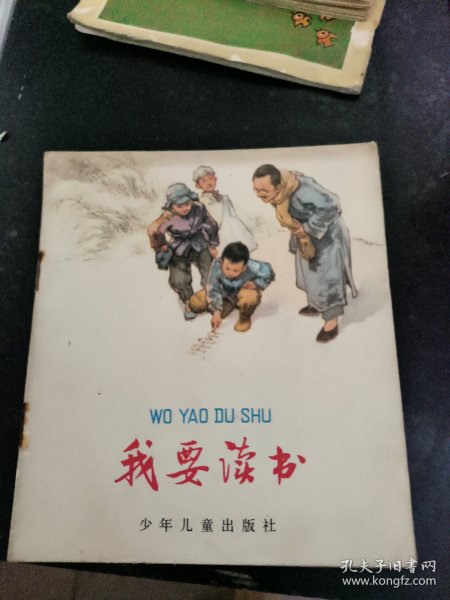 WO YAO DU SHU
我要读书
少年儿童出版社
孔夫子旧书网
www.kongfz.com